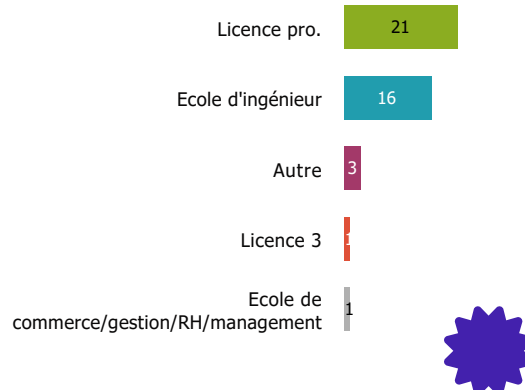 Licence pro.
21
Ecole d'ingénieur
16
Autre
3
Licence 3
1
Ecole de
commerce/gestion/RH/management
1